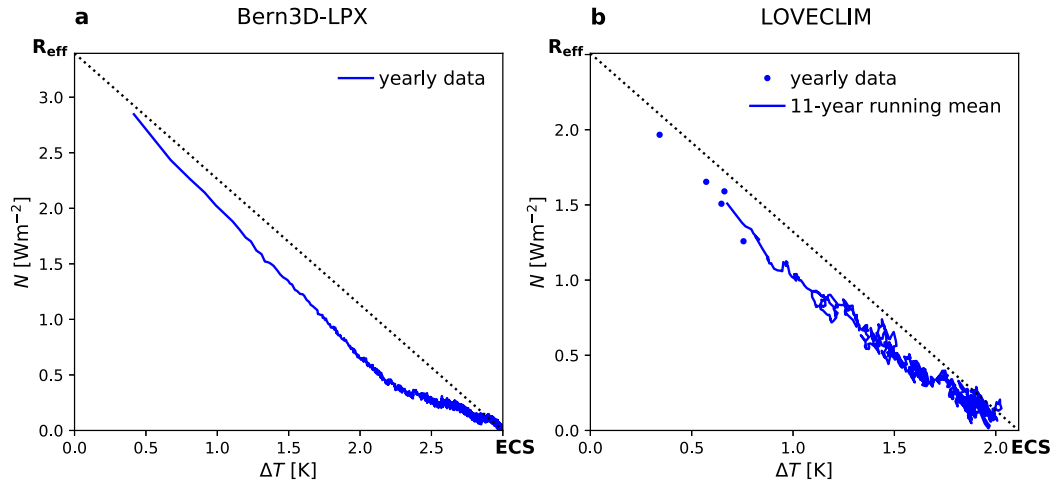 a Bern3D-LPX
R_eff
3.0
2.5
2.0
1.5
1.0
0.5
0.0
N [Wm⁻²]
yearly data
0.0 0.5 1.0 1.5 2.0 2.5 ECS
ΔT [K]
b LOVECLIM
R_eff
2.0
1.5
1.0
0.5
0.0
N [Wm⁻²]
yearly data
11-year running mean
0.0 0.5 1.0 1.5 2.0 ECS
ΔT [K]